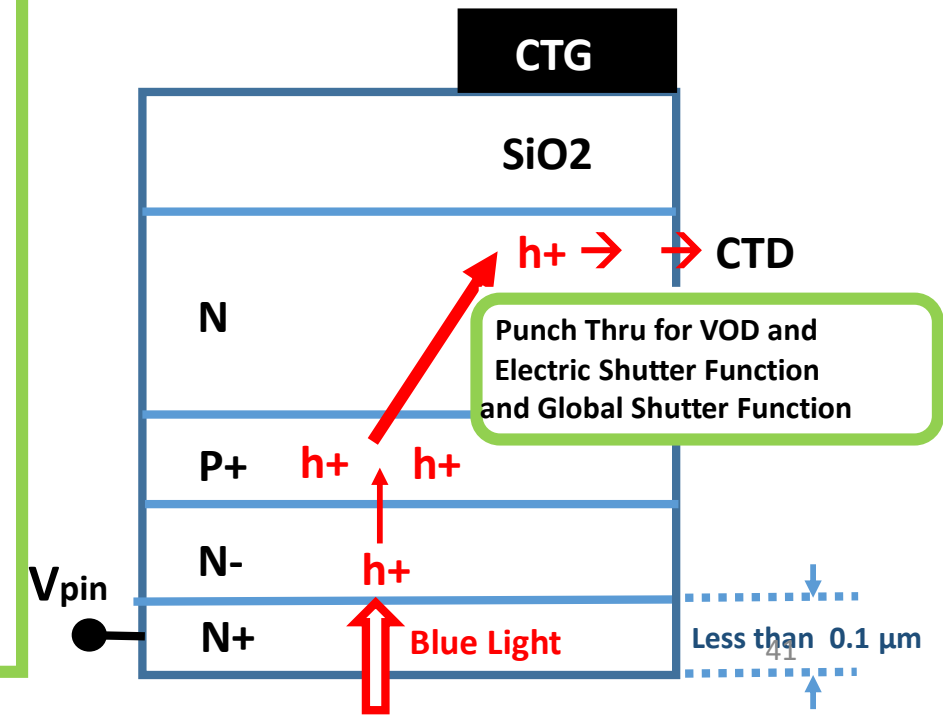 CTG
SiO2
h+ → → CTD
N
Punch Thru for VOD and
Electric Shutter Function
and Global Shutter Function
P+ h+ h+
N-
h+
Vpin
N+
Blue Light
Less than 0.1 μm
41